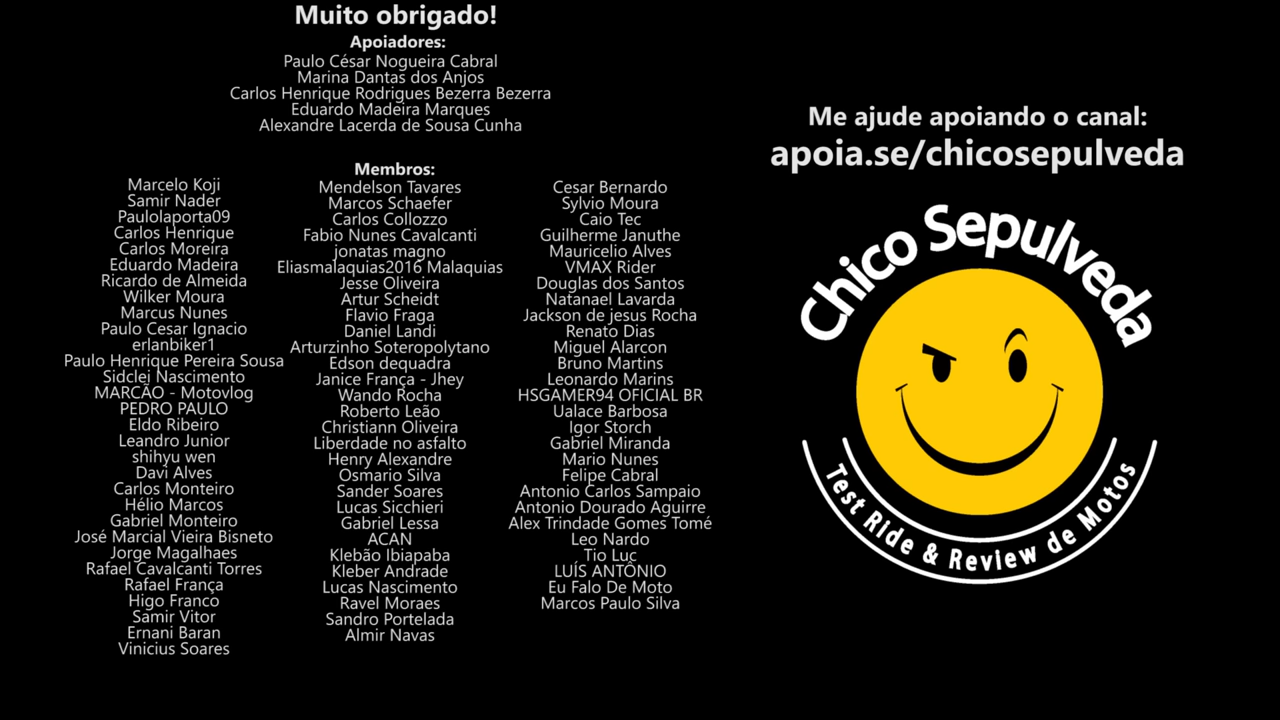 Muito obrigado!
Apoiadores:
Paulo César Nogueira Cabral
Marina Dantas dos Anjos
Carlos Henrique Rodrigues Bezerra Bezerra
Eduardo Madeira Marques
Alexandre Lacerda de Sousa Cunha
Membros:
Marcelo Koji
Samir Nader
Paulolaporta09
Carlos Henrique
Carlos Moreira
Eduardo Madeira
Ricardo de Almeida
Wilker Moura
Marcus Nunes
Paulo Cesar Ignacio
erlanbiker1
Paulo Henrique Pereira Sousa
Sidclei Nascimento
MARCÃO - Motovlog
PEDRO PAULO
Eldo Ribeiro
Leandro Junior
shihyu wen
Davi Alves
Carlos Monteiro
Hélio Marcos
Gabriel Monteiro
José Marcial Vieira Bisneto
Jorge Magalhaes
Rafael Cavalcanti Torres
Rafael França
Higo Franco
Samir Vitor
Ernani Baran
Vinicius Soares
Mendelson Tavares
Marcos Schaefer
Carlos Collozzo
Fabio Nunes Cavalcanti
jonatas magno
Eliasmalaquias2016 Malaquias
Jesse Oliveira
Artur Scheidt
Flavio Fraga
Daniel Landi
Arturzinho Soteropolytano
Edson dequadra
Janice França - Jhey
Wando Rocha
Roberto Leão
Christiann Oliveira
Liberdade no asfalto
Henry Alexandre
Osmario Silva
Sander Soares
Lucas Sicchieri
Gabriel Lessa
ACAN
Klebão Ibiapaba
Kleber Andrade
Lucas Nascimento
Ravel Moraes
Sandro Portelada
Almir Navas
Cesar Bernardo
Sylvio Moura
Caio Tec
Guilherme Januthe
Mauricelio Alves
VMAX Rider
Douglas dos Santos
Natanael Lavarda
Jackson de jesus Rocha
Renato Dias
Miguel Alarcon
Bruno Martins
Leonardo Marins
HSGAMER94 OFICIAL BR
Ualace Barbosa
Igor Storch
Gabriel Miranda
Mario Nunes
Felipe Cabral
Antonio Carlos Sampaio
Antonio Dourado Aguirre
Alex Trindade Gomes Tomé
Leo Nardo
Tio Luc
LUÍS ANTÔNIO
Eu Falo De Moto
Marcos Paulo Silva
Me ajude apoiando o canal:
apoia.se/chicosepulveda
Chico Sepulveda
Test Ride & Review de Motos